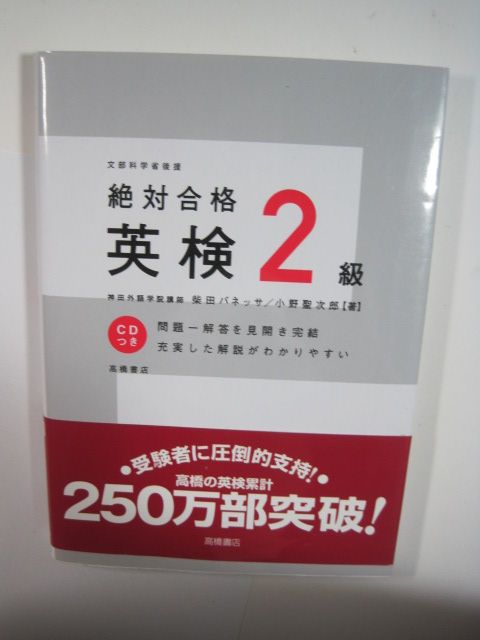 文部科学省後援
絶対合格
英検2級
神田外語学院講師 柴田バネッサ/小野聖次郎【著】
CDつき
問題―解答を見開き完結
充実した解説がわかりやすい
高橋書店
受験者に圧倒的支持!
高橋の英検累計
250万部突破!
高橋書店